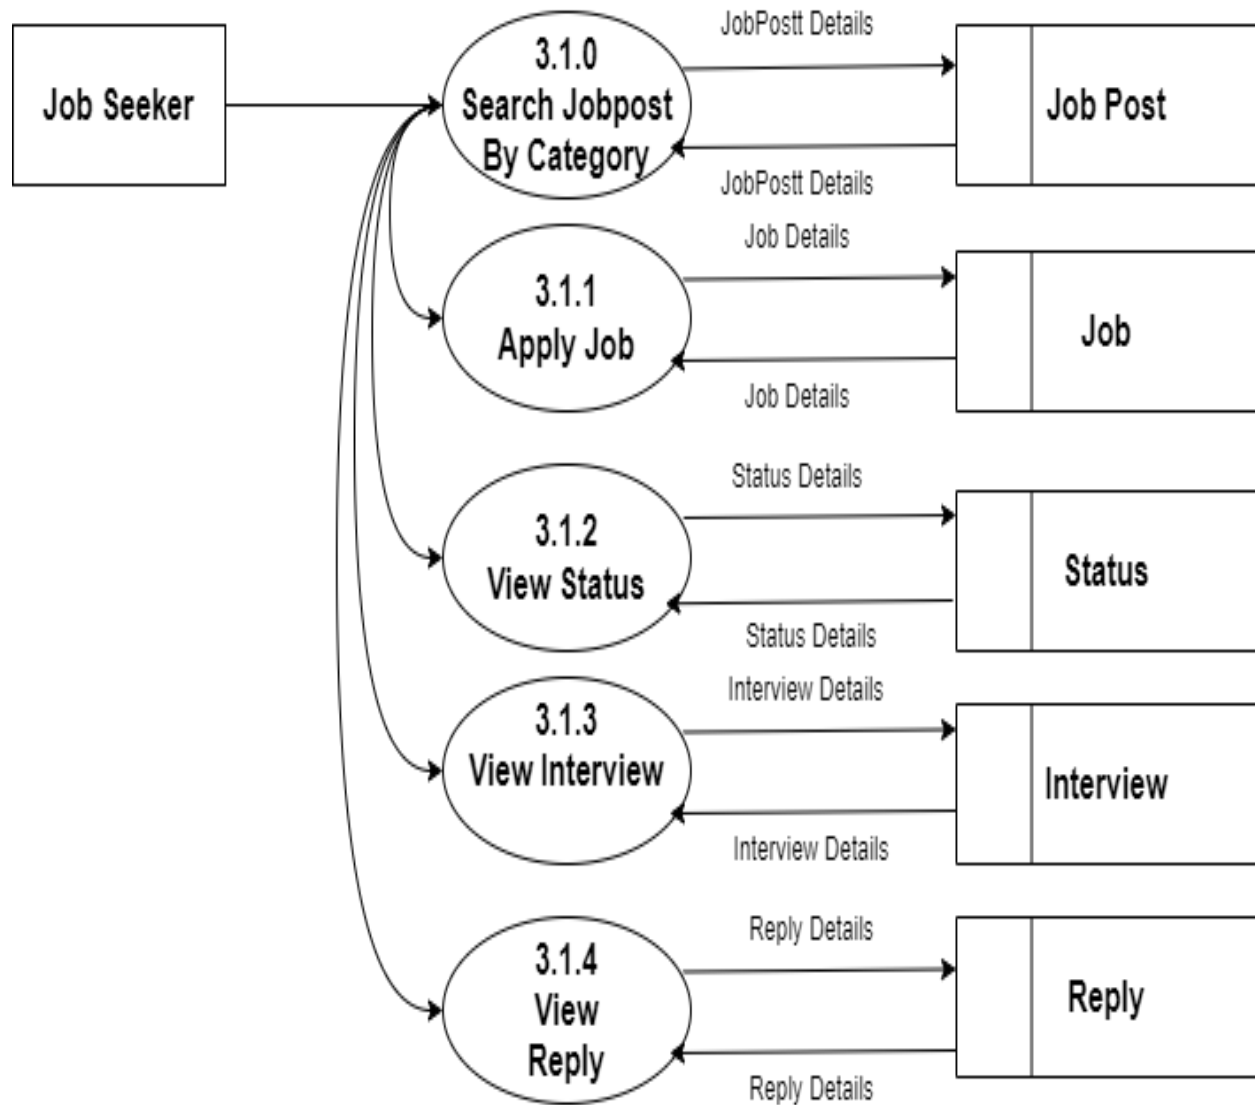 Job Seeker
3.1.0
Search Jobpost
By Category
JobPostt Details
JobPostt Details
Job Post
3.1.1
Apply Job
Job Details
Job Details
Job
3.1.2
View Status
Status Details
Status Details
Status
3.1.3
View Interview
Interview Details
Interview Details
Interview
3.1.4
View
Reply
Reply Details
Reply Details
Reply